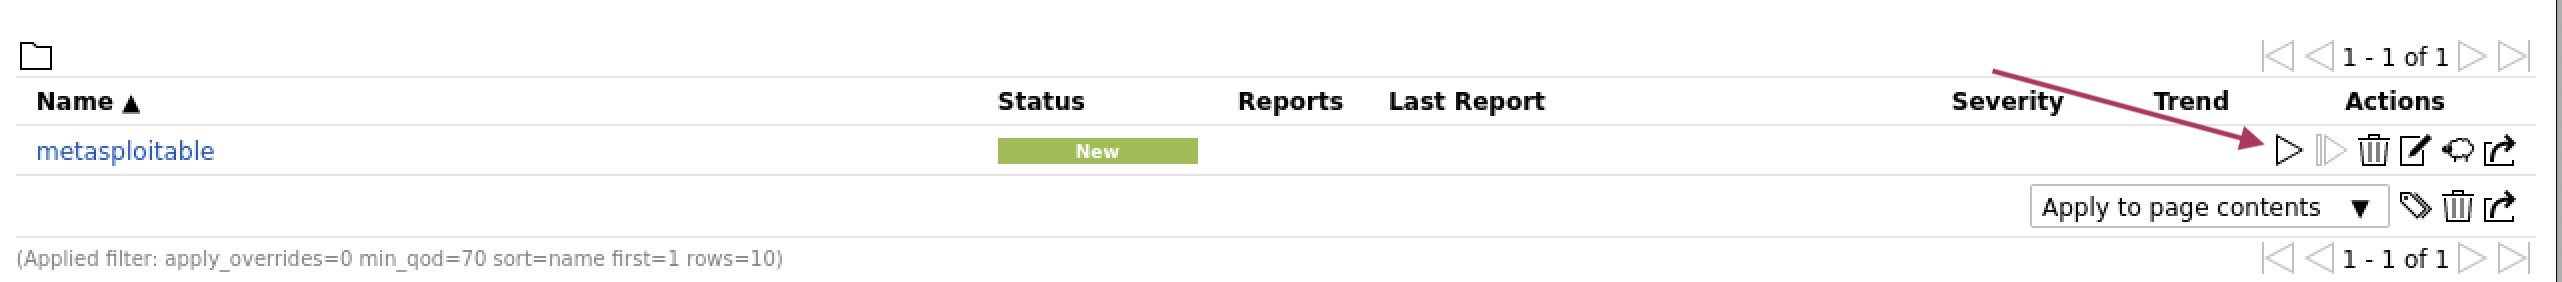 1 - 1 of 1
Name ▲ Status Reports Last Report Severity Trend Actions
metasploitable New
Apply to page contents ▼
(Applied filter: apply_overrides=0 min_qod=70 sort=name first=1 rows=10) 1 - 1 of 1